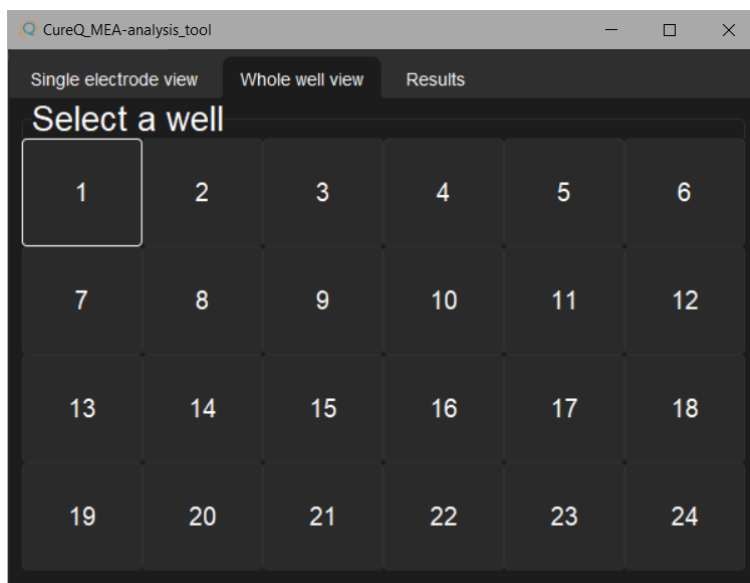 CureQ_MEA-analysis_tool
Single electrode view Whole well view Results
Select a well
1 2 3 4 5 6
7 8 9 10 11 12
13 14 15 16 17 18
19 20 21 22 23 24